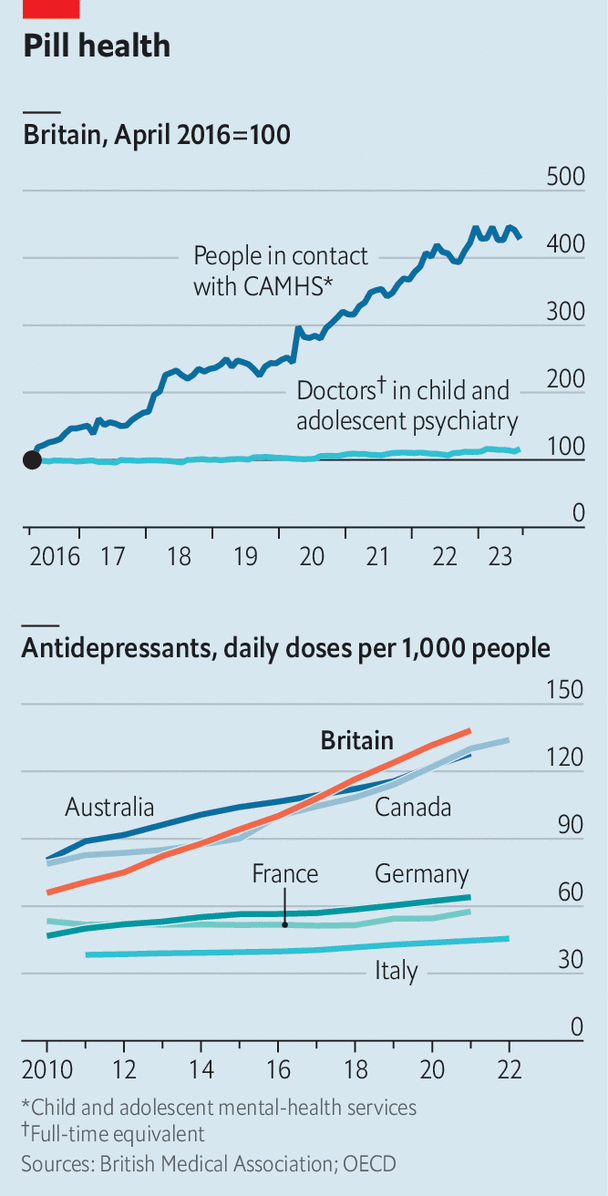 Pill health
Britain, April 2016=100
500
400
People in contact
with CAMHS*
300
200
Doctors† in child and
adolescent psychiatry
100
0
2016 17 18 19 20 21 22 23
Antidepressants, daily doses per 1,000 people
150
Britain
120
Australia
Canada
90
France
Germany
60
Italy
30
0
2010 12 14 16 18 20 22
*Child and adolescent mental-health services
†Full-time equivalent
Sources: British Medical Association; OECD